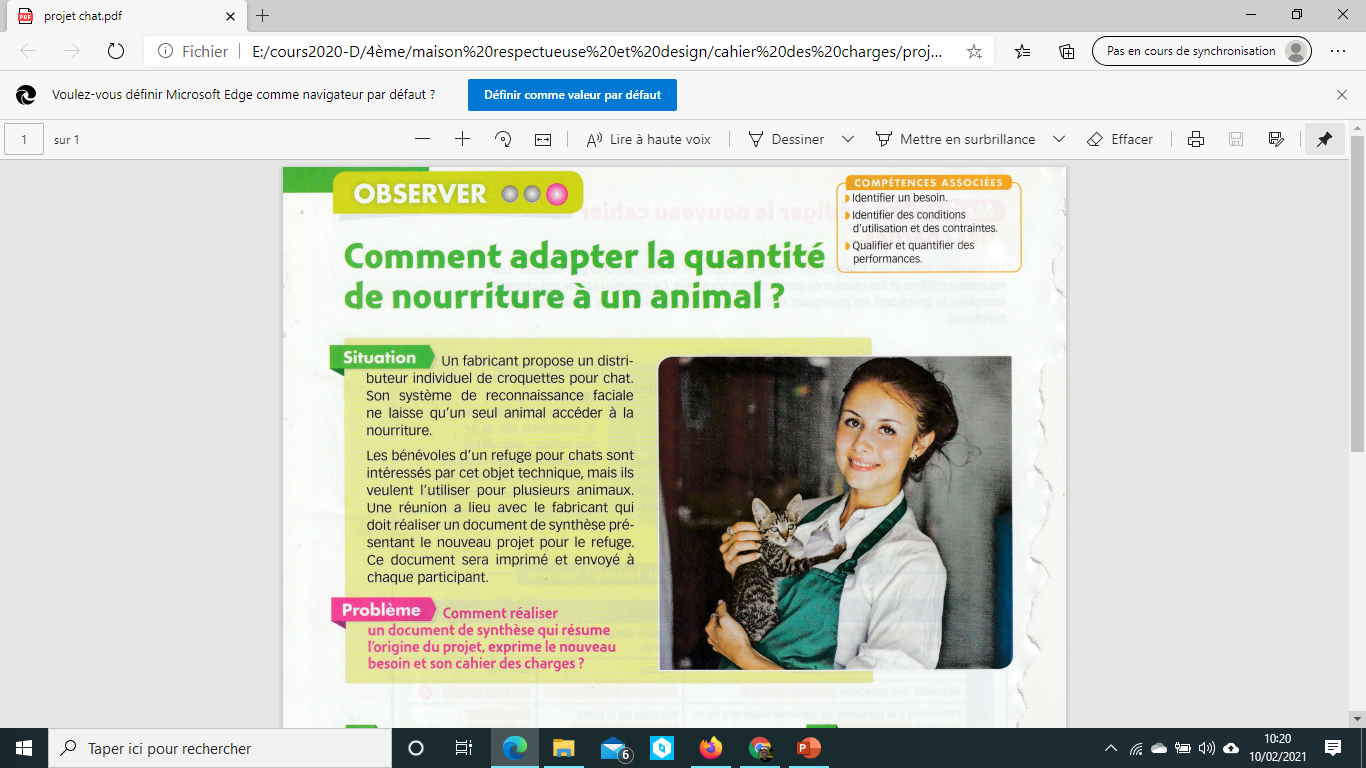 projet chat.pdf
Fichier
E:/cours2020-D/4ème/maison%20respectueuse%20et%20design/cahier%20des%20charges/proj...
Pas en cours de synchronisation
Voulez-vous définir Microsoft Edge comme navigateur par défaut ?
Définir comme valeur par défaut
1 sur 1
Lire à haute voix
Dessiner
Mettre en surbrillance
Effacer
OBSERVER
COMPÉTENCES ASSOCIÉES
Identifier un besoin.
Identifier des conditions
d'utilisation et des contraintes.
Qualifier et quantifier des
performances.
Comment adapter la quantité
de nourriture à un animal ?
Situation Un fabricant propose un distri-
buteur individuel de croquettes pour chat.
Son système de reconnaissance faciale
ne laisse qu'un seul animal accéder à la
nourriture.
Les bénévoles d'un refuge pour chats sont
intéressés par cet objet technique, mais ils
veulent l'utiliser pour plusieurs animaux.
Une réunion a lieu avec le fabricant qui
doit réaliser un document de synthèse pré-
sentant le nouveau projet pour le refuge.
Ce document sera imprimé et envoyé à
chaque participant.
Problème Comment réaliser
un document de synthèse qui résume
l'origine du projet, exprime le nouveau
besoin et son cahier des charges ?
Taper ici pour rechercher
6
10:20
10/02/2021